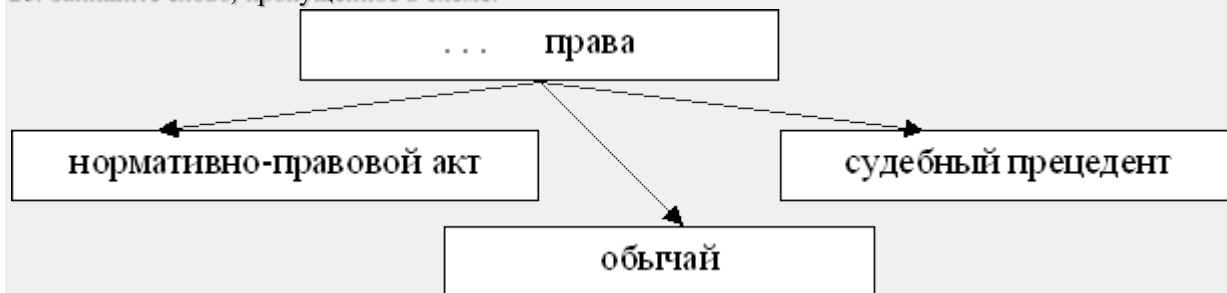 . . . права
нормативно-правовой акт
судебный прецедент
обычай